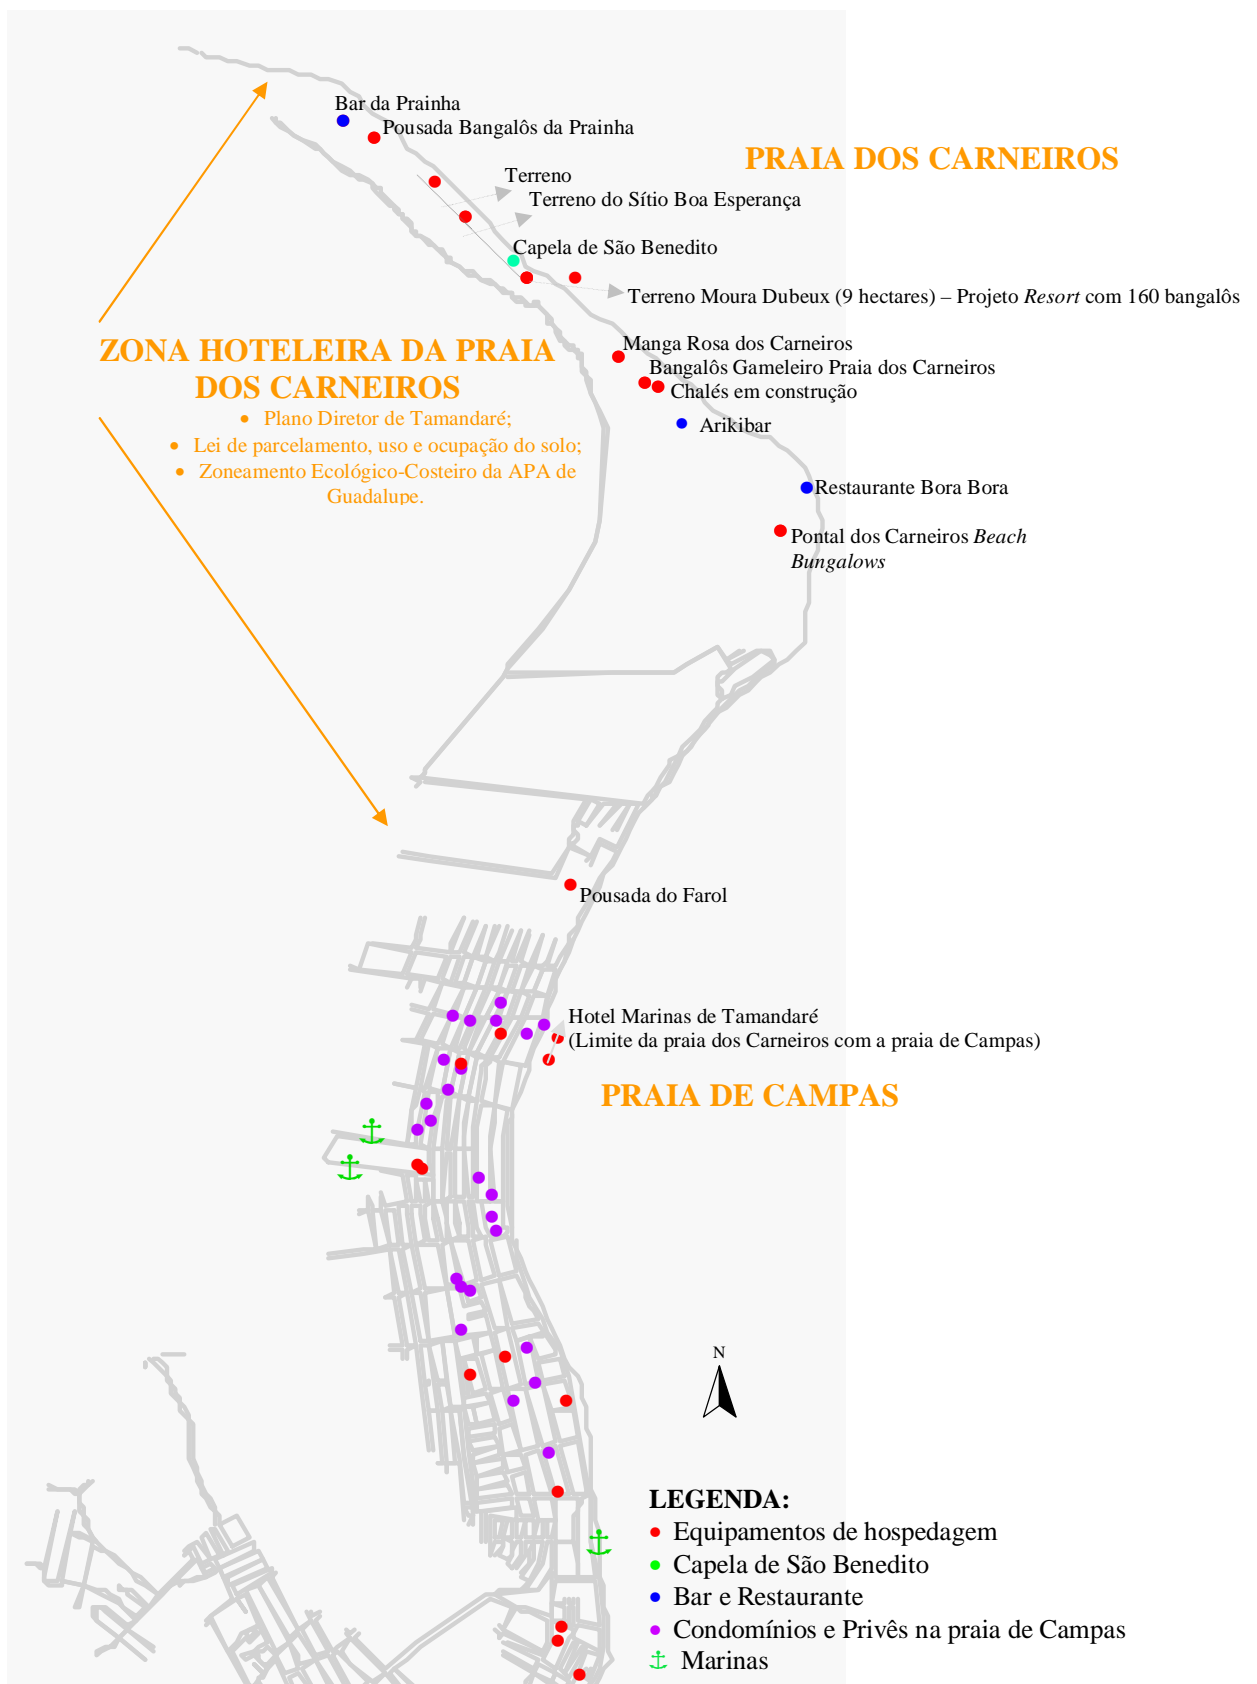 Bar da Prainha
Pousada Bangalôs da Prainha
PRAIA DOS CARNEIROS
Terreno
Terreno do Sítio Boa Esperança
Capela de São Benedito
Terreno Moura Dubeux (9 hectares) – Projeto Resort com 160 bangalôs
ZONA HOTELEIRA DA PRAIA
DOS CARNEIROS
• Plano Diretor de Tamandaré;
• Lei de parcelamento, uso e ocupação do solo;
• Zoneamento Ecológico-Costeiro da APA de
Guadalupe.
Manga Rosa dos Carneiros
Bangalôs Gameleiro Praia dos Carneiros
Chalés em construção
Arikibar
Restaurante Bora Bora
Pontal dos Carneiros Beach
Bungalows
Pousada do Farol
Hotel Marinas de Tamandaré
(Limite da praia dos Carneiros com a praia de Campas)
PRAIA DE CAMPAS
N
LEGENDA:
• Equipamentos de hospedagem
• Capela de São Benedito
• Bar e Restaurante
• Condomínios e Privês na praia de Campas
Marinas